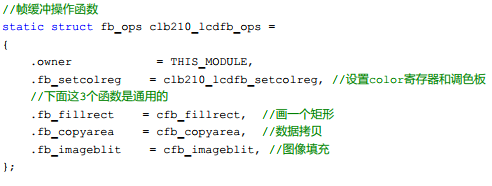 //帧缓冲操作函数
static struct fb_ops clb210_lcdfb_ops =
{
    .owner          = THIS_MODULE,
    .fb_setcolreg   = clb210_lcdfb_setcolreg, //设置color寄存器和调色板
    //下面这3个函数是通用的
    .fb_fillrect    = cfb_fillrect,  //画一个矩形
    .fb_copyarea    = cfb_copyarea,  //数据拷贝
    .fb_imageblit    = cfb_imageblit, //图像填充
};